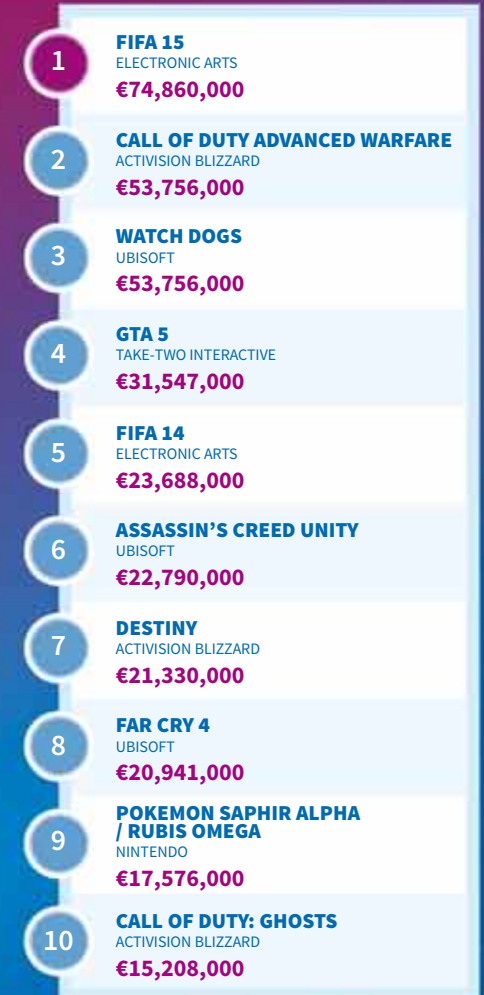 1
FIFA 15
ELECTRONIC ARTS
€74,860,000
2
CALL OF DUTY ADVANCED WARFARE
ACTIVISION BLIZZARD
€53,756,000
3
WATCH DOGS
UBISOFT
€53,756,000
4
GTA 5
TAKE-TWO INTERACTIVE
€31,547,000
5
FIFA 14
ELECTRONIC ARTS
€23,688,000
6
ASSASSIN’S CREED UNITY
UBISOFT
€22,790,000
7
DESTINY
ACTIVISION BLIZZARD
€21,330,000
8
FAR CRY 4
UBISOFT
€20,941,000
9
POKEMON SAPHIR ALPHA
/ RUBIS OMEGA
NINTENDO
€17,576,000
10
CALL OF DUTY: GHOSTS
ACTIVISION BLIZZARD
€15,208,000